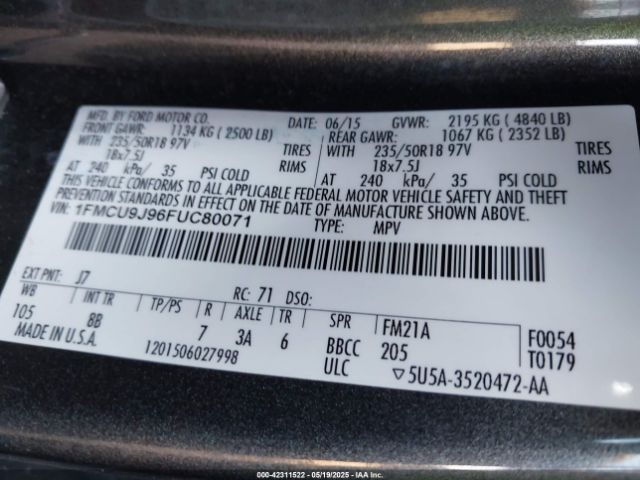 MFD. BY FORD MOTOR CO. DATE: 06/15 GVWR: 2195 KG ( 4840 LB)
FRONT GAWR: 1134 KG ( 2500 LB) REAR GAWR: 1067 KG ( 2352 LB)
WITH 235/50R18 97V TIRES WITH 235/50R18 97V TIRES
18x7.5J RIMS 18x7.5J RIMS
AT 240 kPa/ 35 PSI COLD AT 240 kPa/ 35 PSI COLD
THIS VEHICLE CONFORMS TO ALL APPLICABLE FEDERAL MOTOR VEHICLE SAFETY AND THEFT
PREVENTION STANDARDS IN EFFECT ON THE DATE OF MANUFACTURE SHOWN ABOVE.
VIN: 1FMCU9J96FUC80071 TYPE: MPV
EXT PNT: J7 RC: 71 DSO:
WB INT TR TP/PS R AXLE TR SPR FM21A F0054
105 8B 7 3A 6 BBCC 205 T0179
MADE IN U.S.A. 1201506027998 ULC ▽5U5A-3520472-AA
© 42311522 - 05/19/2025 - IAA Inc.